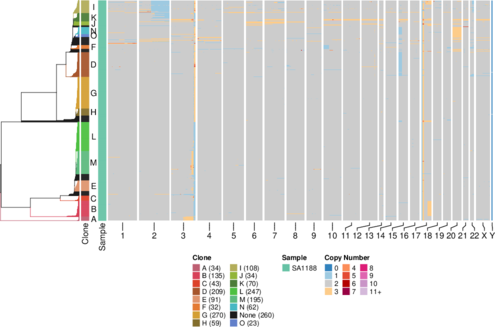 I
K
J
N
O
F
D
G
H
L
M
E
C
B
A
Clone
Sample
1 2 3 4 5 6 7 8 9 10 11 12 13 14 15 16 17 18 19 20 21 22 X Y
Clone
A (34)
B (135)
C (43)
D (209)
E (91)
F (32)
G (270)
H (59)
I (108)
J (34)
K (70)
L (247)
M (195)
N (62)
None (260)
O (23)
Sample
SA1188
Copy Number
0
1
2
3
4
5
6
7
8
9
10
11+